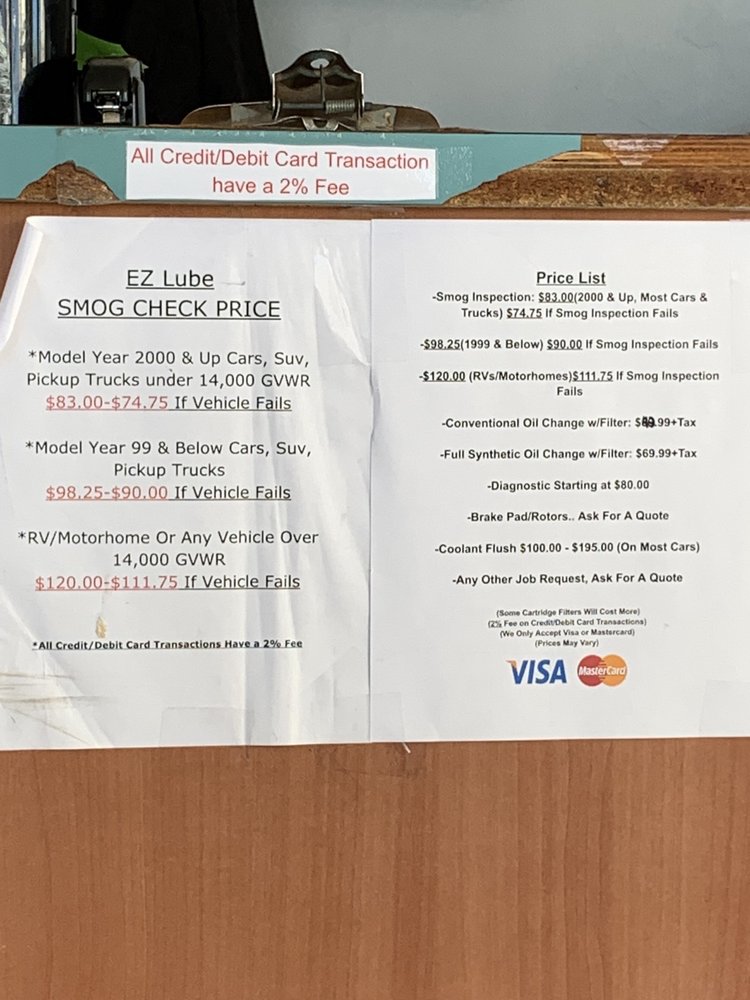 All Credit/Debit Card Transaction
have a 2% Fee
EZ Lube
SMOG CHECK PRICE
*Model Year 2000 & Up Cars, Suv,
Pickup Trucks under 14,000 GVWR
$83.00-$74.75 If Vehicle Fails
*Model Year 99 & Below Cars, Suv,
Pickup Trucks
$98.25-$90.00 If Vehicle Fails
*RV/Motorhome Or Any Vehicle Over
14,000 GVWR
$120.00-$111.75 If Vehicle Fails
*All Credit/Debit Card Transactions Have a 2% Fee
Price List
-Smog Inspection: $83.00(2000 & Up, Most Cars &
Trucks) $74.75 If Smog Inspection Fails
-$98.25(1999 & Below) $90.00 If Smog Inspection Fails
-$120.00 (RVs/Motorhomes)$111.75 If Smog Inspection
Fails
-Conventional Oil Change w/Filter:
-Full Synthetic Oil Change w/Filter: $69.99+Tax
-Diagnostic Starting at $80.00
-Brake Pad/Rotors.. Ask For A Quote
-Coolant Flush $100.00 - $195.00 (On Most Cars)
-Any Other Job Request, Ask For A Quote
(Some Cartridge Filters Will Cost More)
(2% Fee on Credit/Debit Card Transactions)
(We Only Accept Visa or Mastercard)
(Prices May Vary)
VISA MasterCard